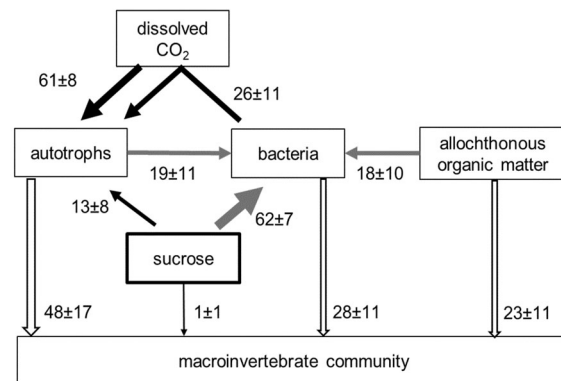 dissolved
CO₂
61±8
26±11
autotrophs
bacteria
allochthonous
organic matter
19±11
18±10
13±8
62±7
sucrose
48±17
1±1
28±11
23±11
macroinvertebrate community